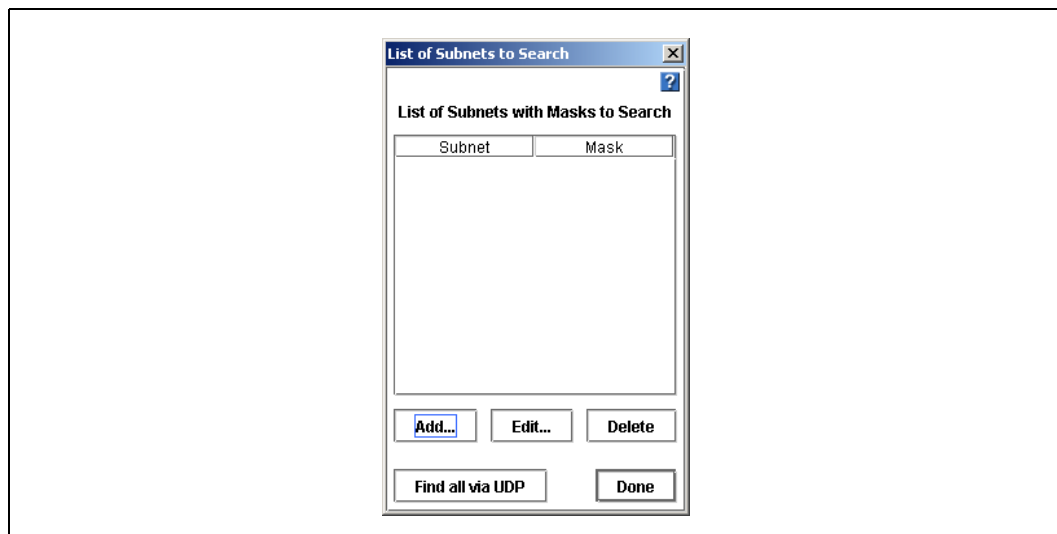 List of Subnets to Search
?
List of Subnets with Masks to Search
Subnet Mask
Add... Edit... Delete
Find all via UDP Done